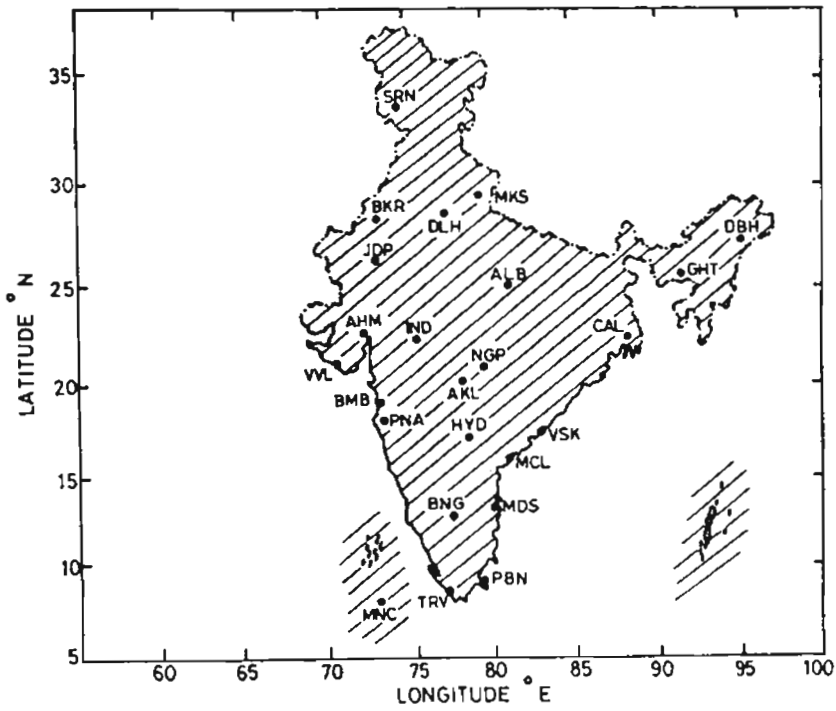 35
SRN
30
MKS
BKR
DLH
DBH
JDP
GHT
ALB
25
LATITUDE °N
AHM
IND
CAL
NGP
VVL
20
AKL
BMB
PNA
HYD
VSK
MCL
15
BNG
MDS
10
PBN
TRV
MNC
5
60 65 70 75 80 85 90 95 100
LONGITUDE °E